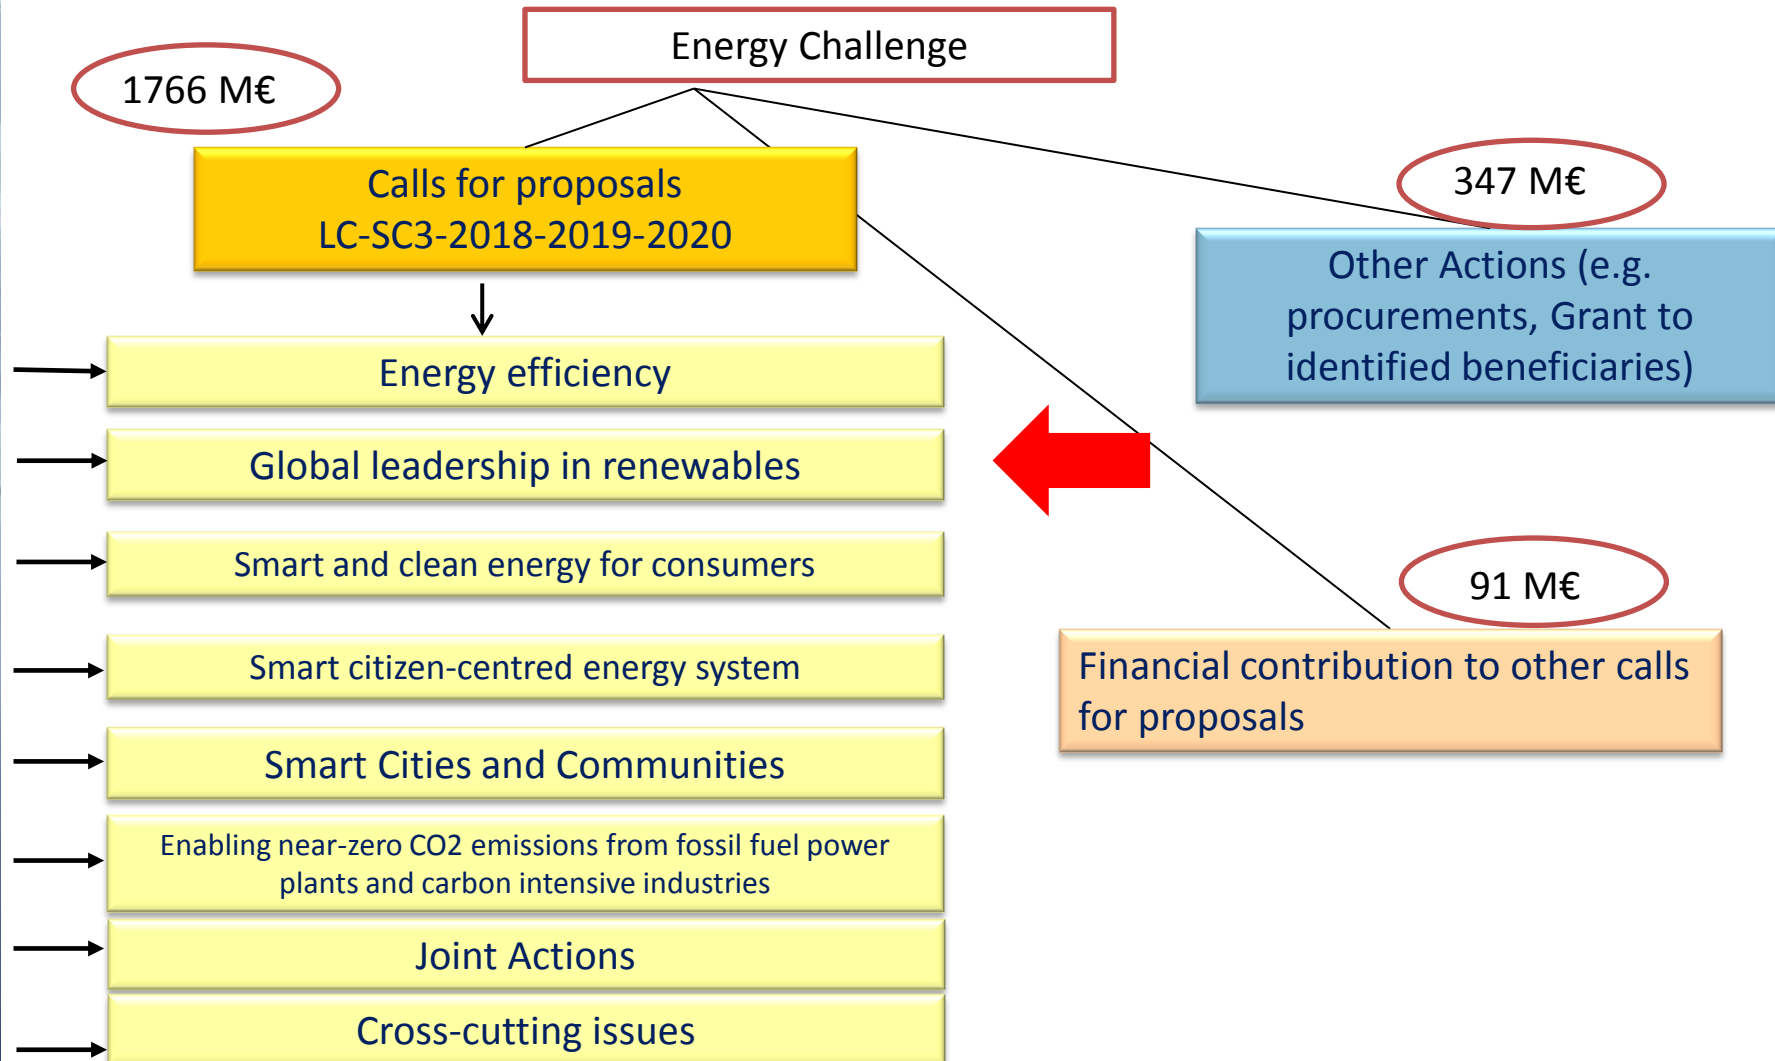 Energy Challenge
1766 M€
Calls for proposals
LC-SC3-2018-2019-2020
347 M€
Other Actions (e.g.
procurements, Grant to
identified beneficiaries)
Energy efficiency
Global leadership in renewables
Smart and clean energy for consumers
91 M€
Smart citizen-centred energy system
Financial contribution to other calls
for proposals
Smart Cities and Communities
Enabling near-zero CO2 emissions from fossil fuel power
plants and carbon intensive industries
Joint Actions
Cross-cutting issues